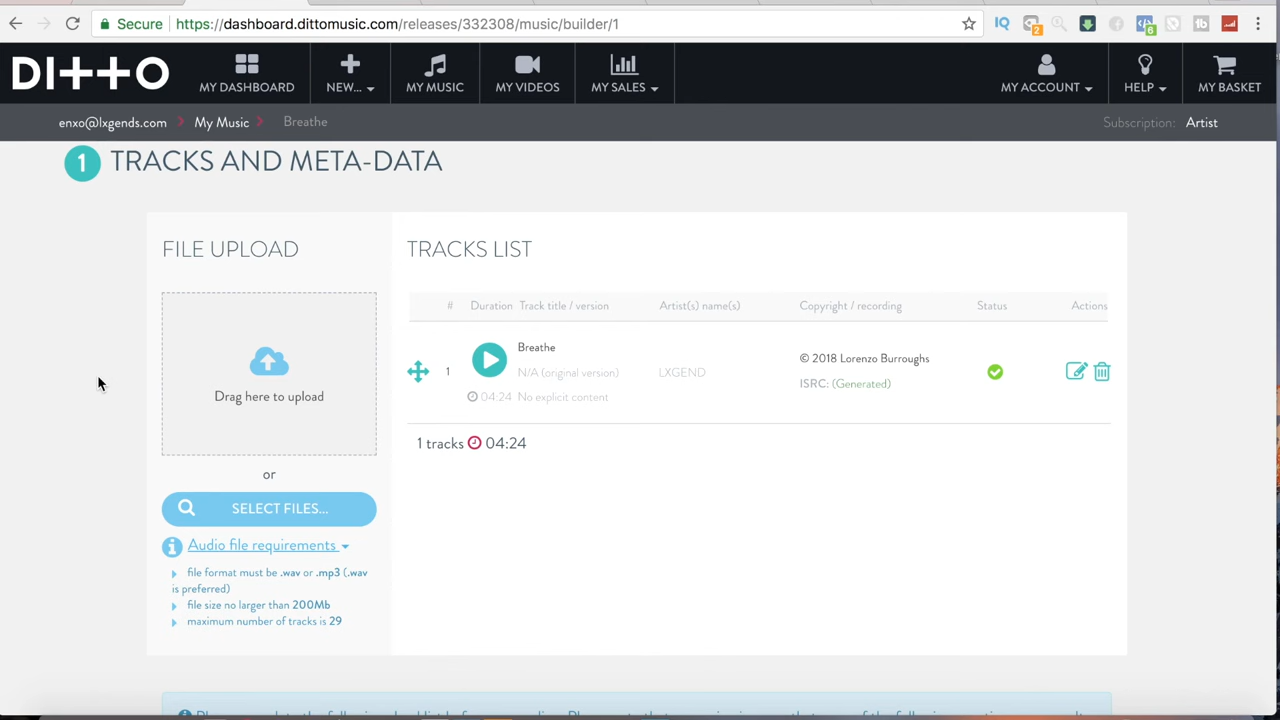 Secure https://dashboard.dittomusic.com/releases/332308/music/builder/1
2
6
DITTO
MY DASHBOARD
NEW...
MY MUSIC
MY VIDEOS
MY SALES
MY ACCOUNT
HELP
MY BASKET
enxo@lxgends.com My Music Breathe
Subscription: Artist
1 TRACKS AND META-DATA
FILE UPLOAD
Drag here to upload
or
SELECT FILES...
Audio file requirements
file format must be .wav or .mp3 (.wav
is preferred)
file size no larger than 200Mb
maximum number of tracks is 29
TRACKS LIST
# Duration Track title / version Artist(s) name(s) Copyright / recording Status Actions
Breathe
© 2018 Lorenzo Burroughs
1 N/A (original version) LXGEND
ISRC: (Generated)
04.24 No explicit content
1 tracks 04:24